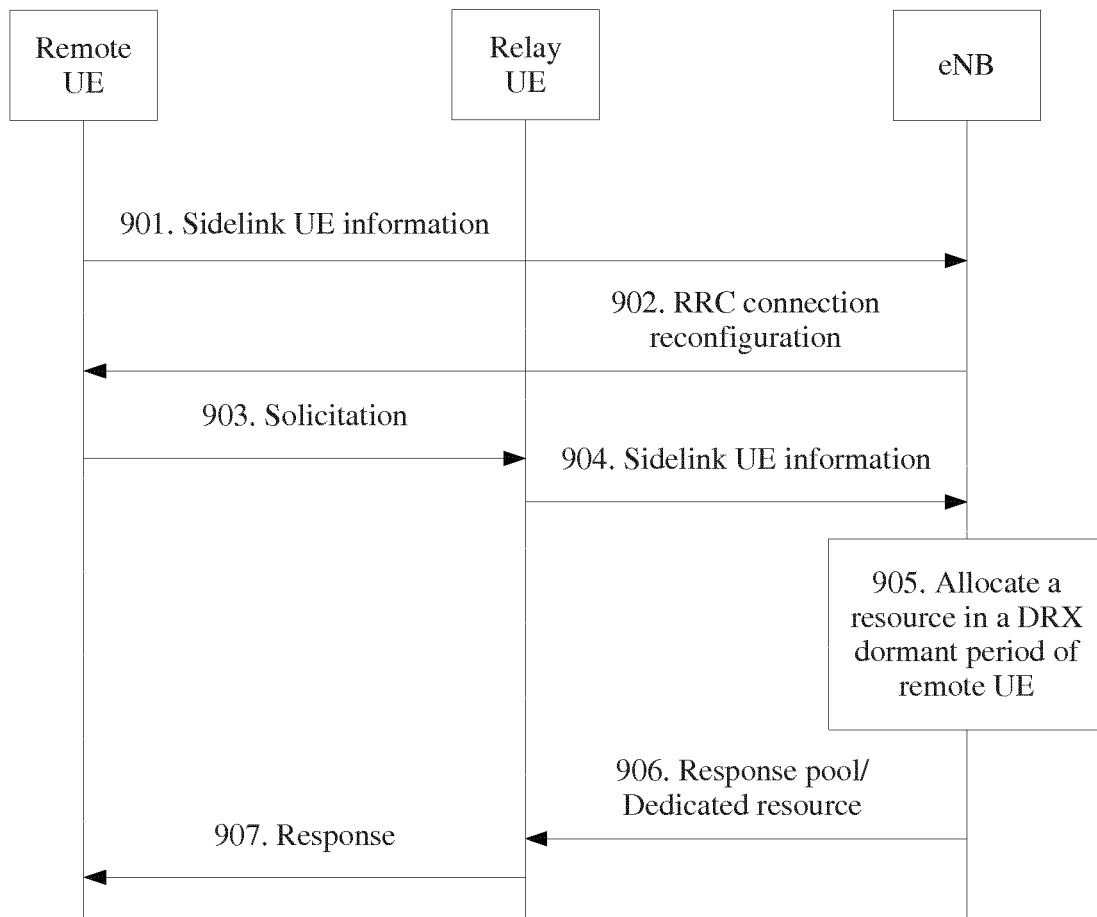 Remote
UE
Relay
UE
eNB
901. Sidelink UE information
902. RRC connection
reconfiguration
903. Solicitation
904. Sidelink UE information
905. Allocate a
resource in a DRX
dormant period of
remote UE
906. Response pool/
Dedicated resource
907. Response